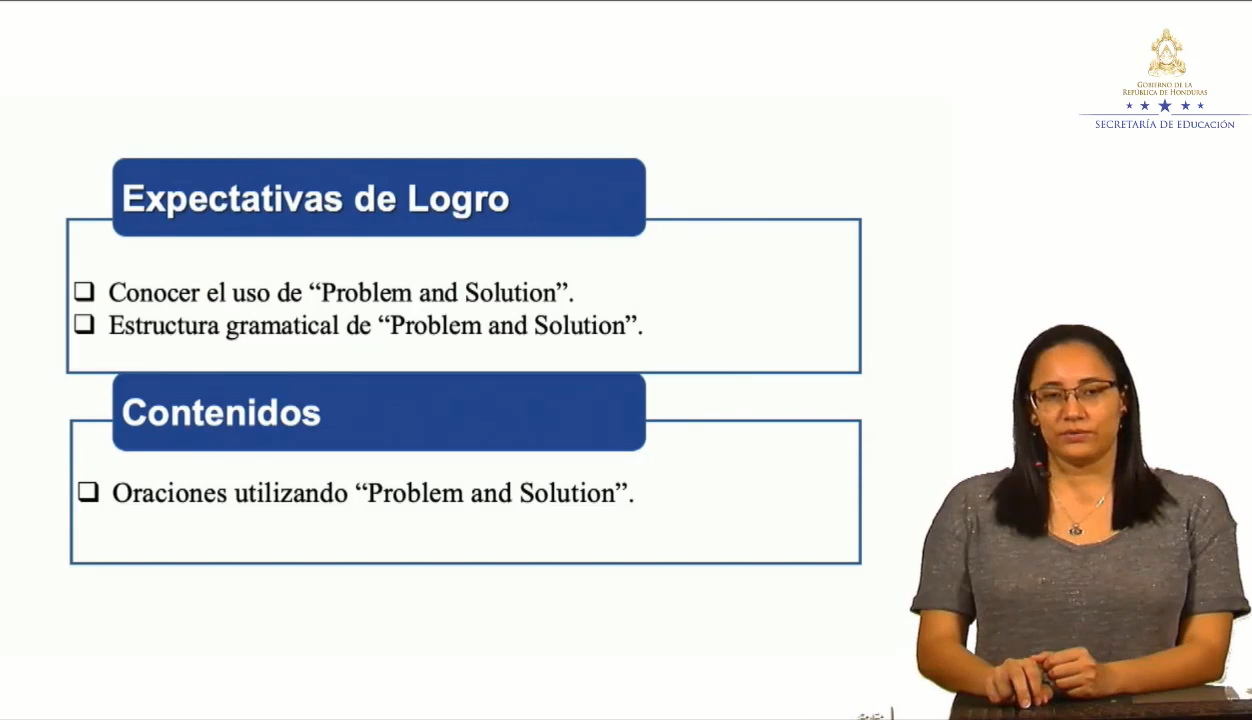 GOBIERNO DE LA
REPÚBLICA DE HONDURAS
SECRETARÍA DE EDUCACIÓN
Expectativas de Logro
Conocer el uso de “Problem and Solution”.
Estructura gramatical de “Problem and Solution”.
Contenidos
Oraciones utilizando “Problem and Solution”.